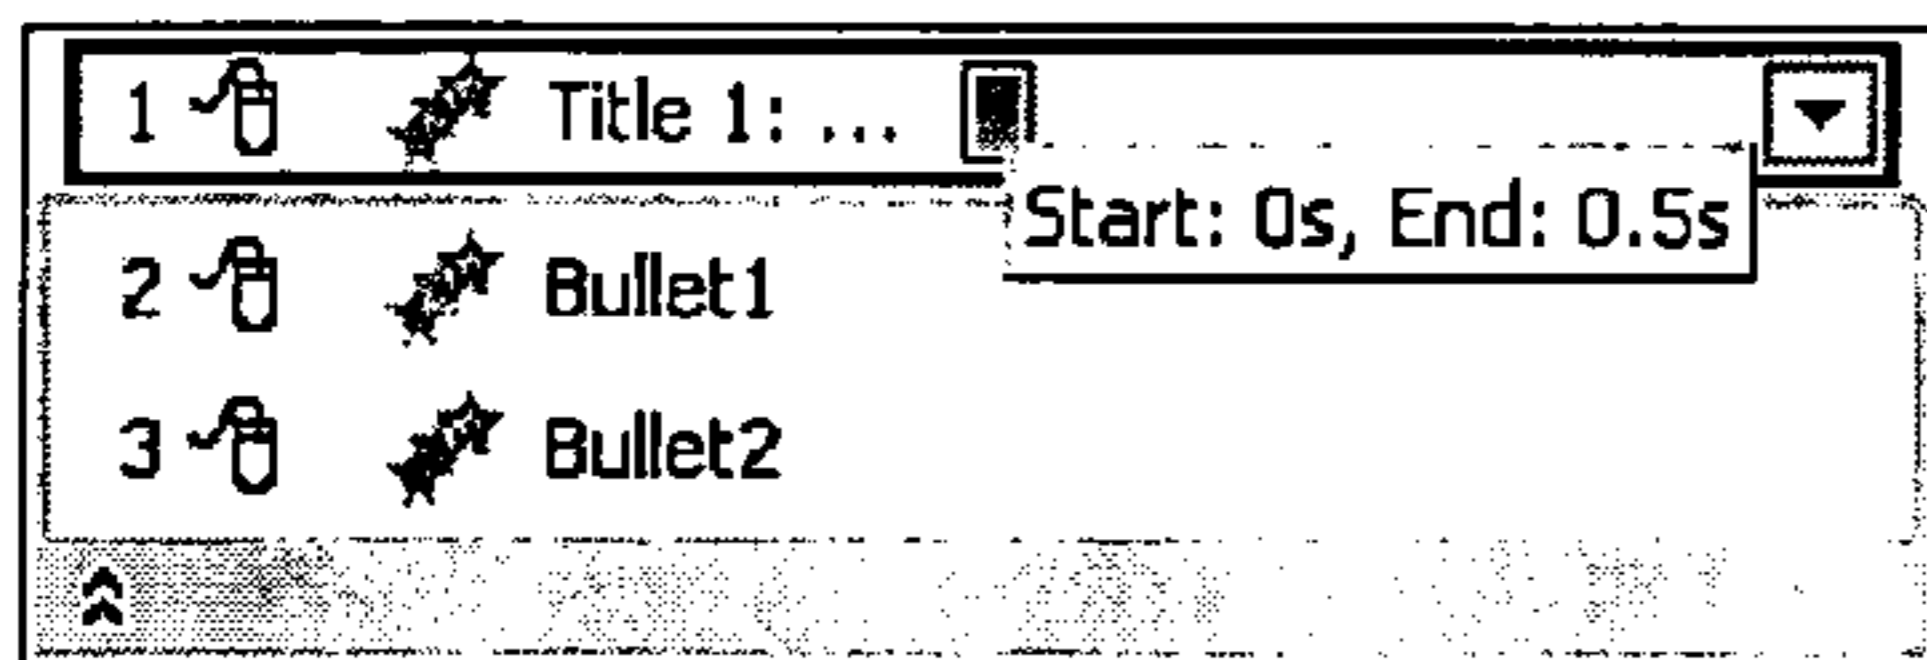 1 Title 1: ...
Start: 0s, End: 0.5s
2 Bullet1
3 Bullet2